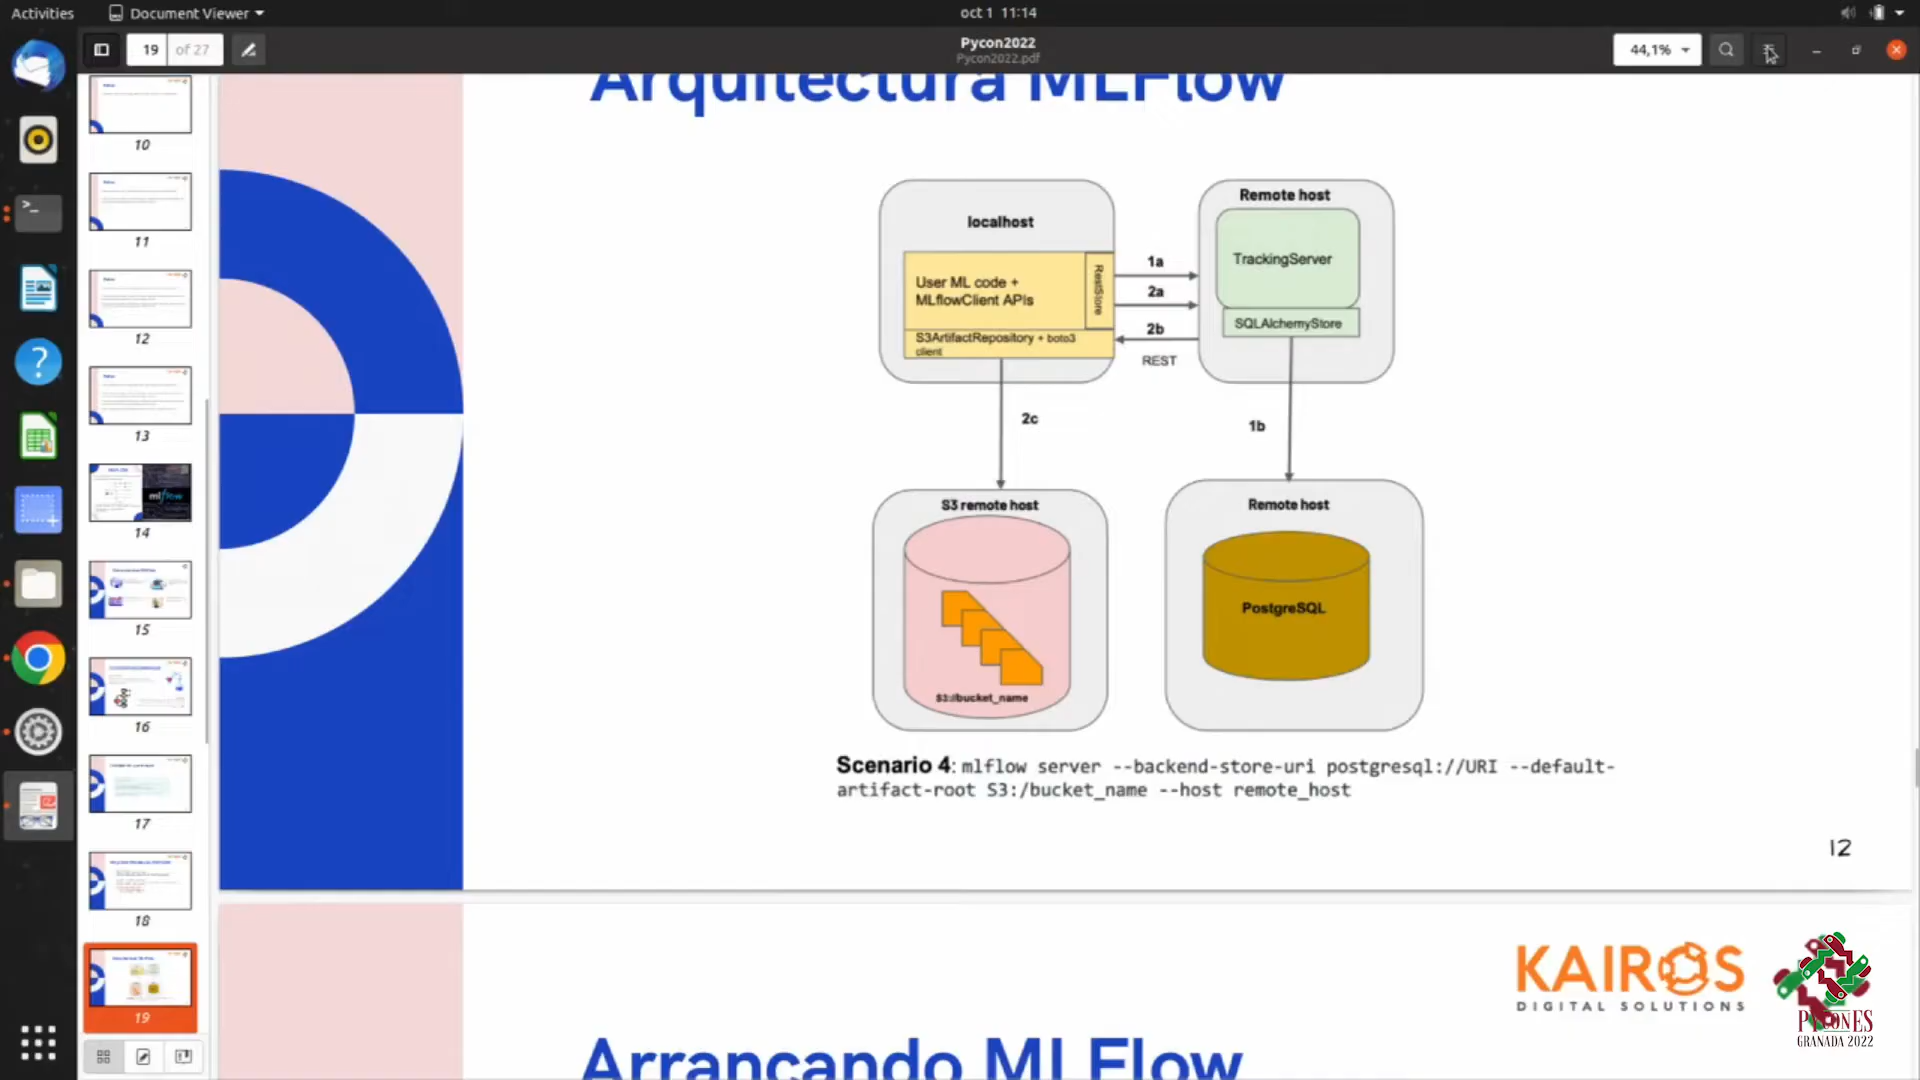 Activities
Document Viewer
oct 1 11:14
19
of 27
Pycon2022
Pycon2022.pdf
44,1%
10
11
12
13
14
15
16
17
18
19
mlflow
Arquitectura MLFlow
localhost
User ML code +
MLflowClient APIs
RestStore
S3ArtifactRepository + boto3
client
1a
2a
2b
REST
Remote host
TrackingServer
SQLAlchemyStore
2c
1b
S3 remote host
S3://bucket_name
Remote host
PostgreSQL
Scenario 4: mlflow server --backend-store-uri postgresql://URI --default-
artifact-root S3:/bucket_name --host remote_host
12
KAIROS
DIGITAL SOLUTIONS
PYCONES
GRANADA 2022
Arrancando MLFlow